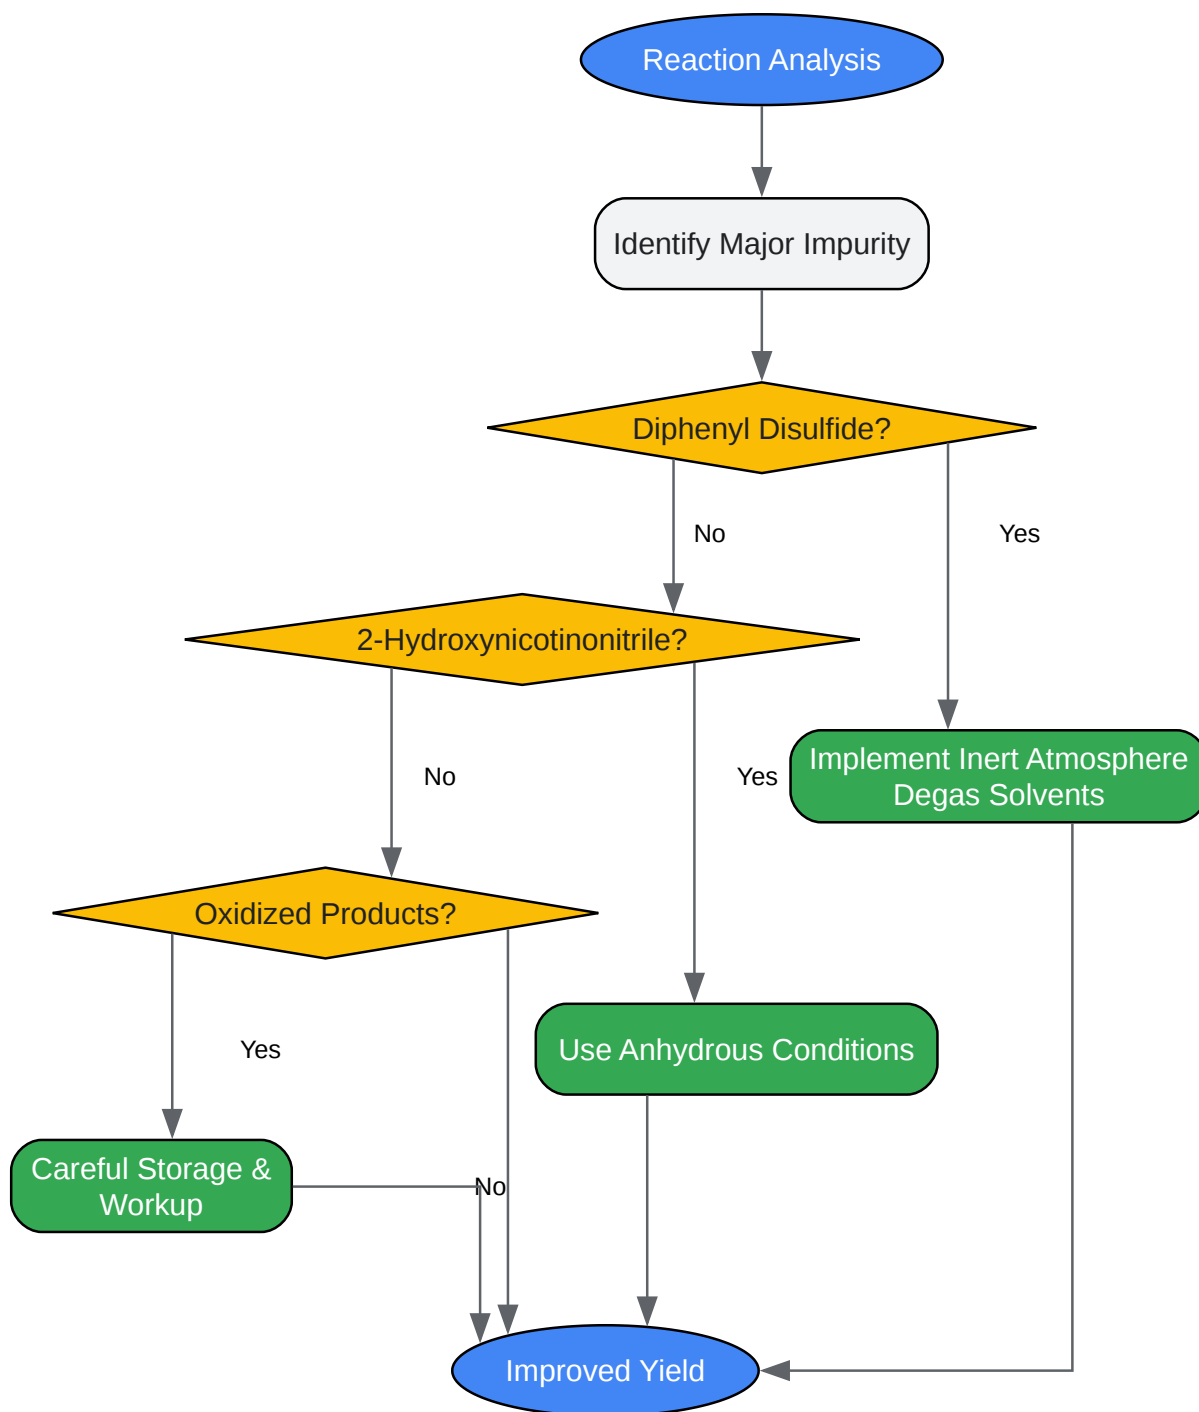 Reaction Analysis
Identify Major Impurity
Diphenyl Disulfide?
No
Yes
2-Hydroxynicotinonitrile?
No
Yes
Implement Inert Atmosphere
Degas Solvents
Oxidized Products?
Yes
Use Anhydrous Conditions
Careful Storage &
Workup
No
Improved Yield